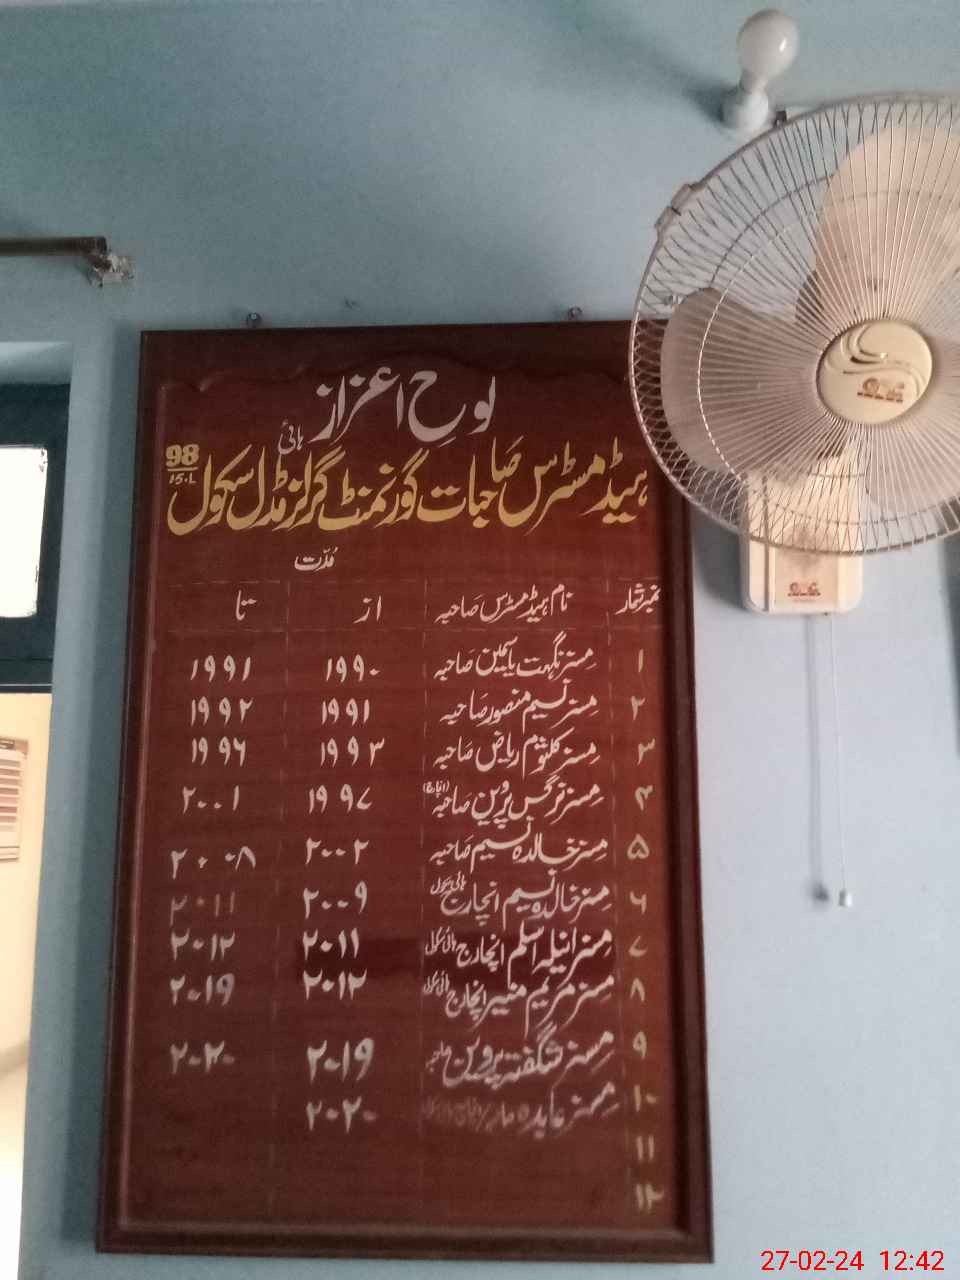 لوح اعزاز
ہیڈ مسٹرس صاحبات گورنمنٹ گرلز ہائی مڈل سکول 98/15.L
مُدّت
نمبر شمار نام ہیڈ مسٹرس صاحبہ از تا
۱ مسز نگہت یاسمین صاحبہ ۱۹۹۰ ۱۹۹۱
۲ مسز نسیم منصور صاحبہ ۱۹۹۱ ۱۹۹۲
۳ مسز کلثوم ریاض صاحبہ ۱۹۹۳ ۱۹۹۶
۴ مسز نرگس پروین صاحبہ (انچارج) ۱۹۹۷ ۲۰۰۱
۵ مسز خالدہ نسیم صاحبہ ۲۰۰۲ ۲۰۰۸
۶ مسز خالدہ نسیم انچارج ہائی سکول ۲۰۰۹ ۲۰۱۱
۷ مسز انیلہ اسلم انچارج ہائی سکول ۲۰۱۱ ۲۰۱۲
۸ مسز مریم منیر انچارج ہائی سکول ۲۰۱۲ ۲۰۱۹
۹ مسز شگفتہ پروین صاحبہ ۲۰۱۹ ۲۰۲۰
۱۰ مسز عابدہ ۲۰۲۰
۱۱
۱۲
27-02-24 12:42